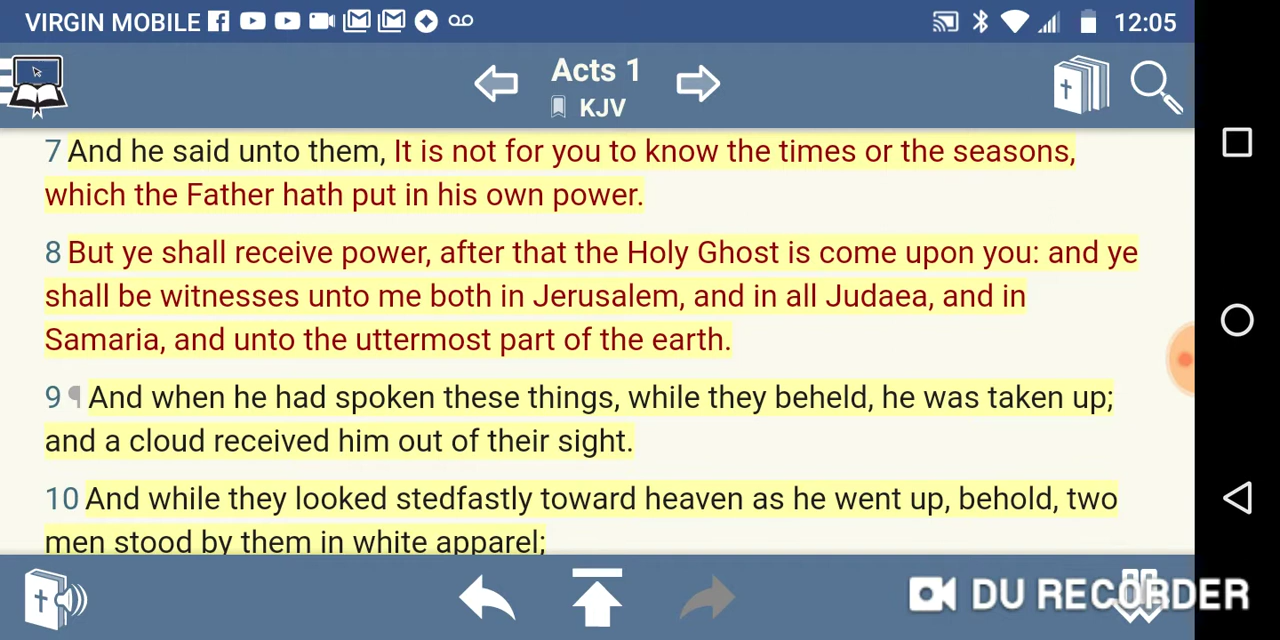 VIRGIN MOBILE 12:05
Acts 1
KJV
7 And he said unto them, It is not for you to know the times or the seasons,
which the Father hath put in his own power.
8 But ye shall receive power, after that the Holy Ghost is come upon you: and ye
shall be witnesses unto me both in Jerusalem, and in all Judaea, and in
Samaria, and unto the uttermost part of the earth.
9 ¶ And when he had spoken these things, while they beheld, he was taken up;
and a cloud received him out of their sight.
10 And while they looked stedfastly toward heaven as he went up, behold, two
men stood by them in white apparel;
DU RECORDER